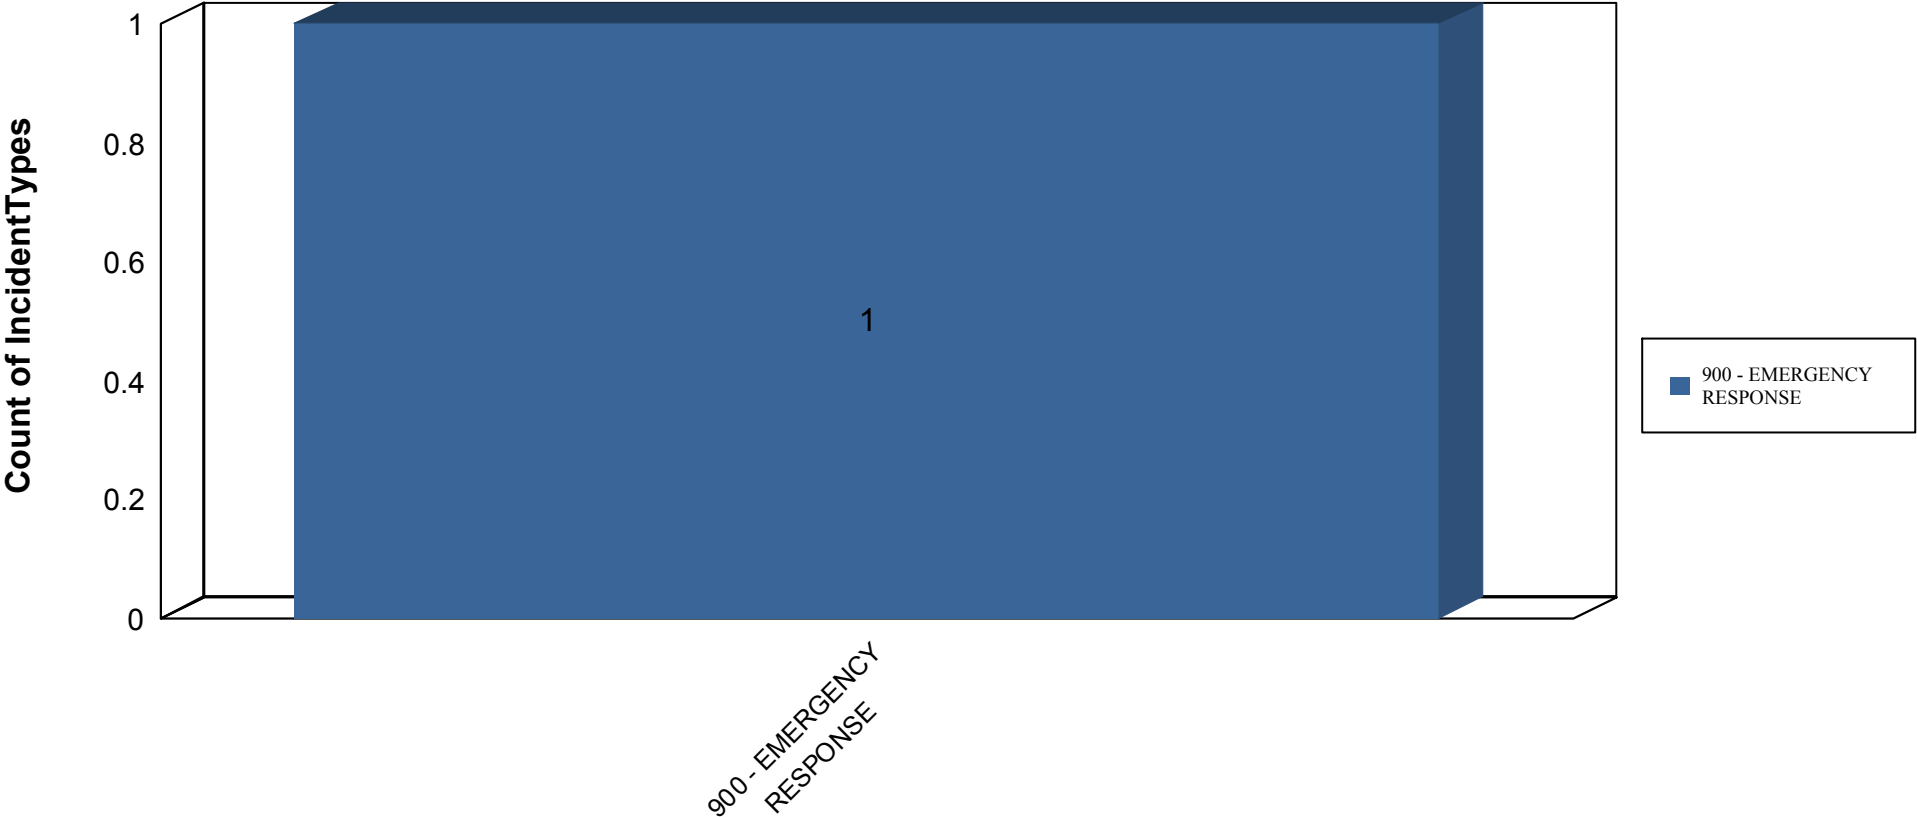 Count of IncidentTypes
1
0.8
0.6
0.4
0.2
0
1
900 - EMERGENCY
RESPONSE
900 - EMERGENCY
RESPONSE